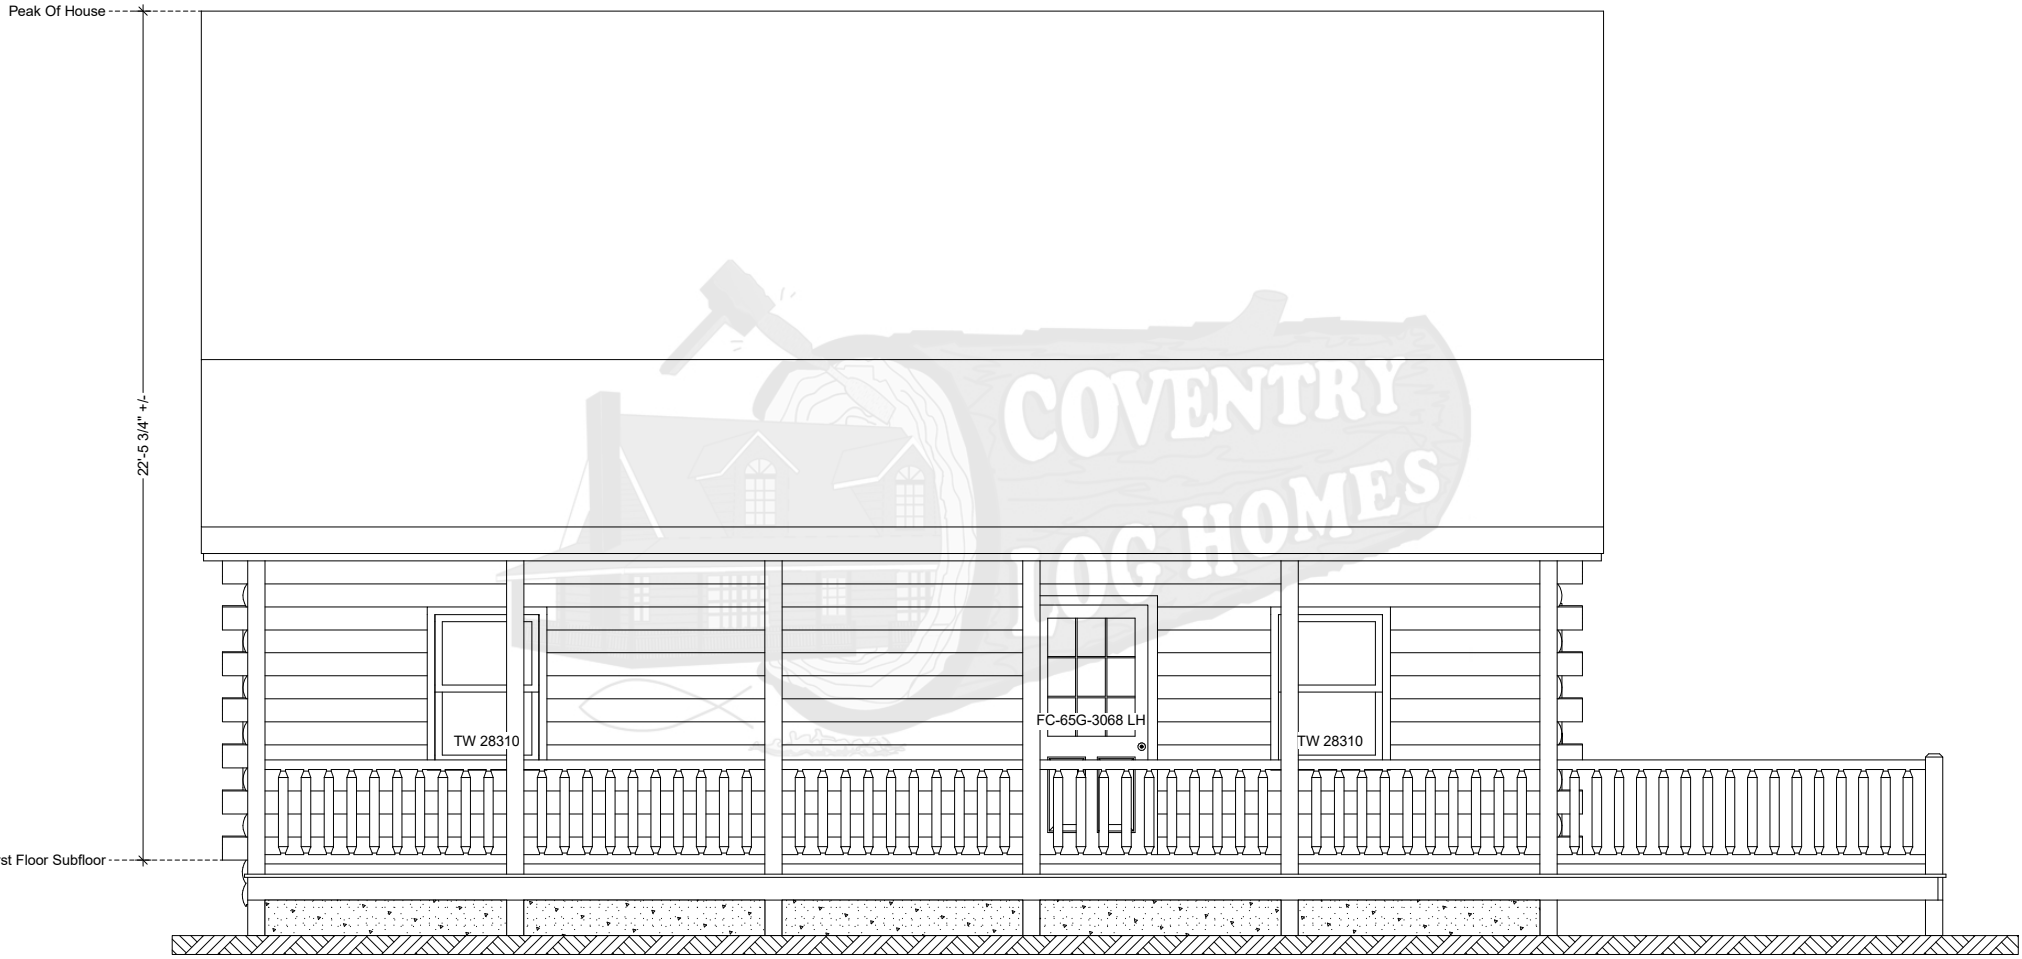 Peak Of House
22'-5 3/4" +/-
COVENTRY
LOG HOMES
FC-65G-3068 LH
TW 28310
TW 28310
st Floor Subfloor